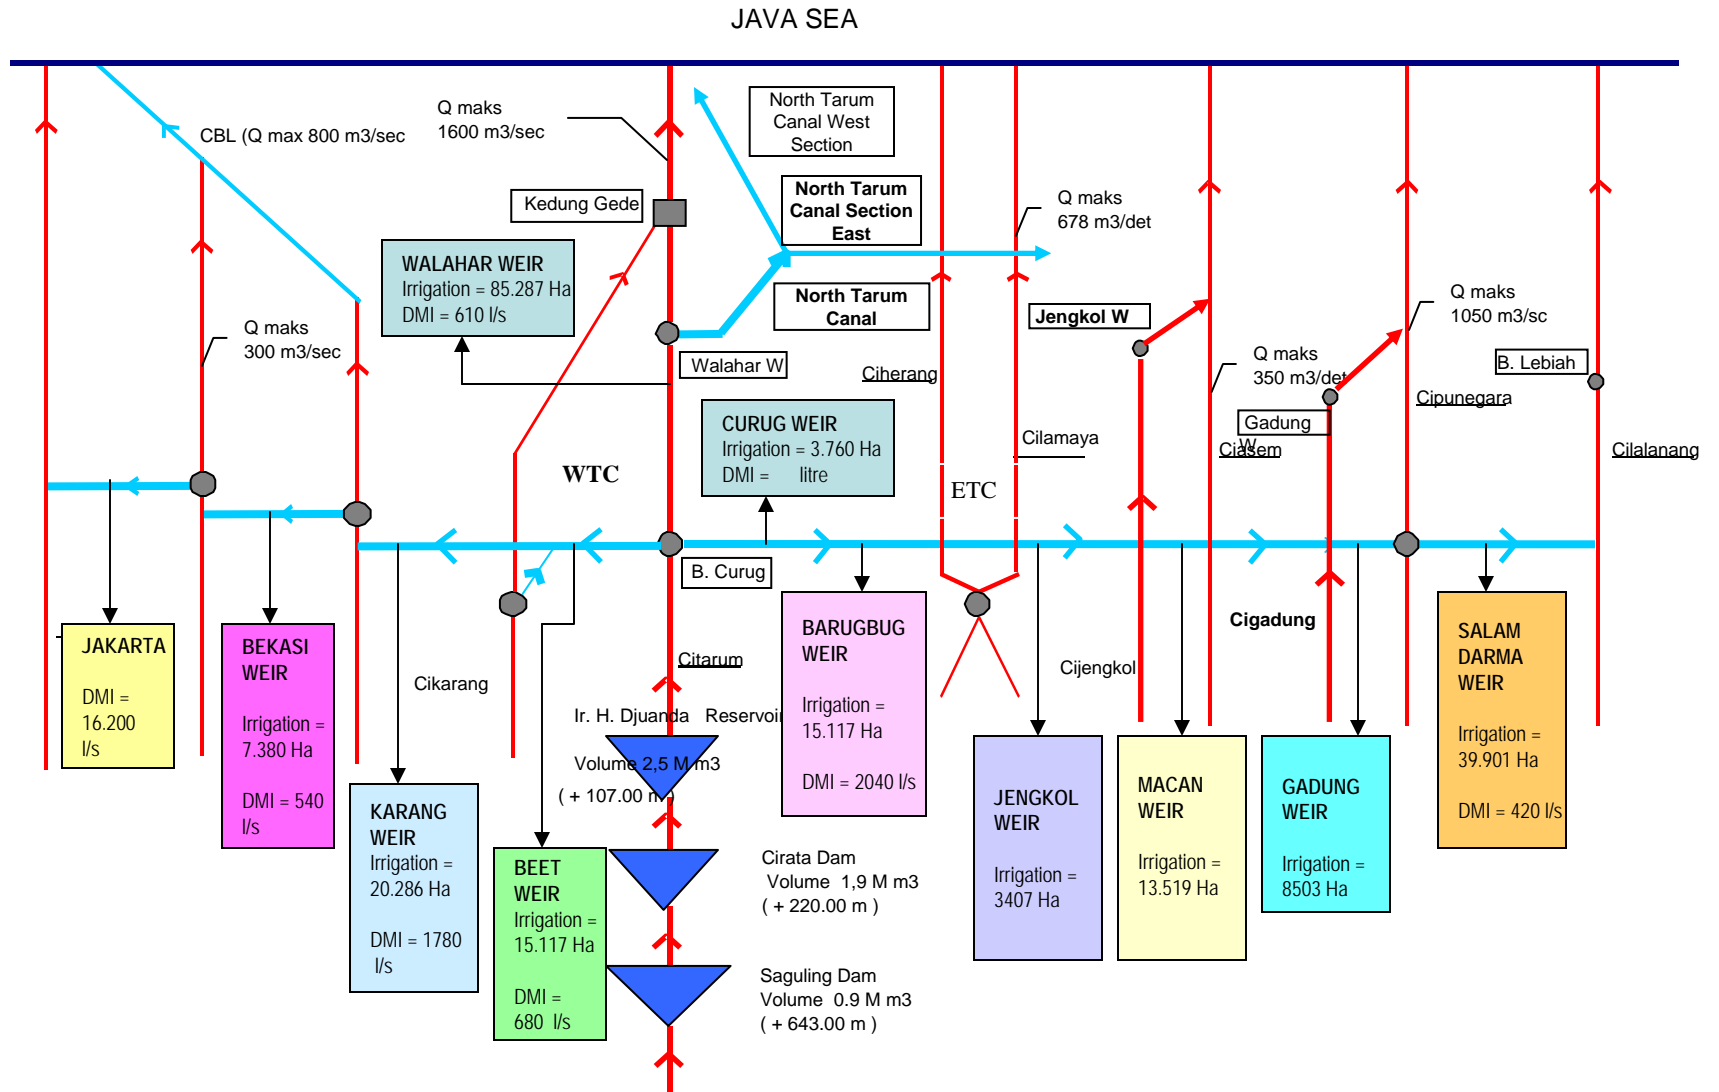 JAVA SEA
Q maks
1600 m3/sec
CBL (Q max 800 m3/sec
North Tarum
Canal West
Section
Kedung Gede
North Tarum
Canal Section
East
Q maks
678 m3/det
WALAHAR WEIR
Irrigation = 85.287 Ha
DMI = 610 l/s
North Tarum
Canal
Jengkol W
Q maks
1050 m3/sc
Q maks
300 m3/sec
Walahar W
Ciherang
Q maks
350 m3/det
B. Lebiah
Cipunegara
CURUG WEIR
Irrigation = 3.760 Ha
DMI = litre
Gadung
W
Cilamaya
Ciasem
Cilalanang
WTC
ETC
B. Curug
JAKARTA
DMI =
16.200
l/s
BEKASI
WEIR
Irrigation =
7.380 Ha
DMI = 540
l/s
Cikarang
Citarum
BARUGBUG
WEIR
Irrigation =
15.117 Ha
DMI = 2040 l/s
Cijengkol
Cigadung
SALAM
DARMA
WEIR
Irrigation =
39.901 Ha
DMI = 420 l/s
Ir. H. Djuanda Reservoir
Volume 2,5 M m3
( + 107.00 m )
KARANG
WEIR
Irrigation =
20.286 Ha
DMI = 1780
l/s
BEET
WEIR
Irrigation =
15.117 Ha
DMI =
680 l/s
Cirata Dam
Volume 1,9 M m3
( + 220.00 m )
Saguling Dam
Volume 0.9 M m3
( + 643.00 m )
JENGKOL
WEIR
Irrigation =
3407 Ha
MACAN
WEIR
Irrigation =
13.519 Ha
GADUNG
WEIR
Irrigation =
8503 Ha